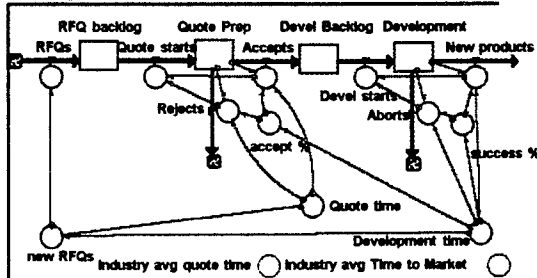 RFQ backlog Quote Prep Devel Backlog Development
RFQs Quote starts Accepts New products
Devel starts
Rejects Aborts
accept % success %
Quote time
new RFQs Development time
Industry avg quote time Industry avg Time to Market